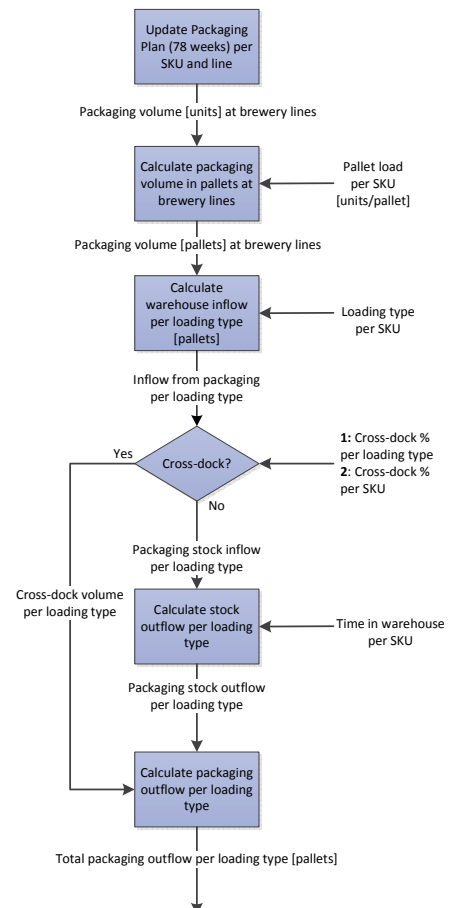 Update Packaging
Plan (78 weeks) per
SKU and line
Packaging volume [units] at brewery lines
Calculate packaging
volume in pallets at
brewery lines
Pallet load
per SKU
[units/pallet]
Packaging volume [pallets] at brewery lines
Calculate
warehouse inflow
per loading type
[pallets]
Loading type
per SKU
Inflow from packaging
per loading type
Yes
Cross-dock?
1: Cross-dock %
per loading type
2: Cross-dock %
per SKU
No
Packaging stock inflow
per loading type
Cross-dock volume
per loading type
Calculate stock
outflow per loading
type
Time in warehouse
per SKU
Packaging stock outflow
per loading type
Calculate packaging
outflow per loading
type
Total packaging outflow per loading type [pallets]